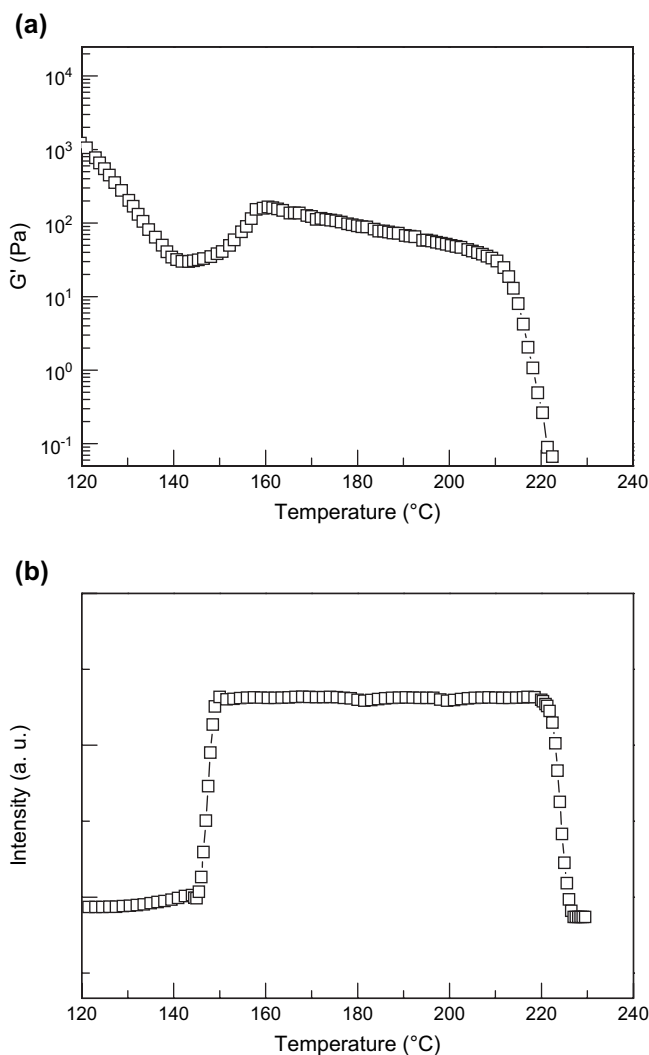 (a)
10⁴
10³
10²
10¹
10⁰
10⁻¹
G' (Pa)
120 140 160 180 200 220 240
Temperature (°C)
(b)
Intensity (a. u.)
120 140 160 180 200 220 240
Temperature (°C)